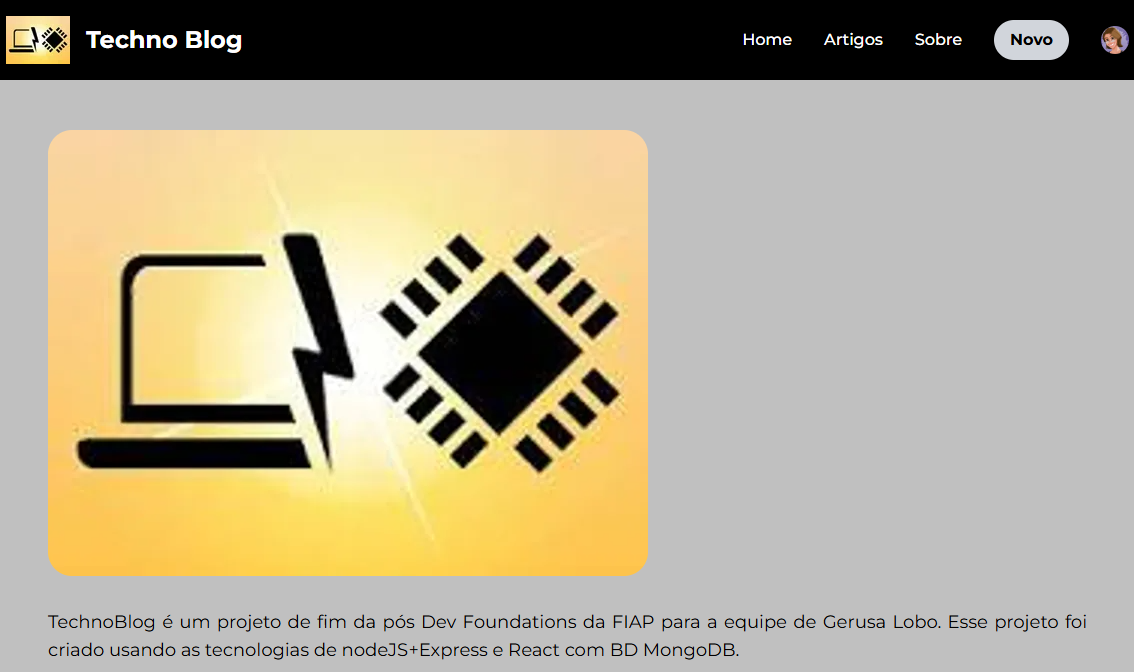 Techno Blog
Home
Artigos
Sobre
Novo
TechnoBlog é um projeto de fim da pós Dev Foundations da FIAP para a equipe de Gerusa Lobo. Esse projeto foi
criado usando as tecnologias de nodeJS+Express e React com BD MongoDB.